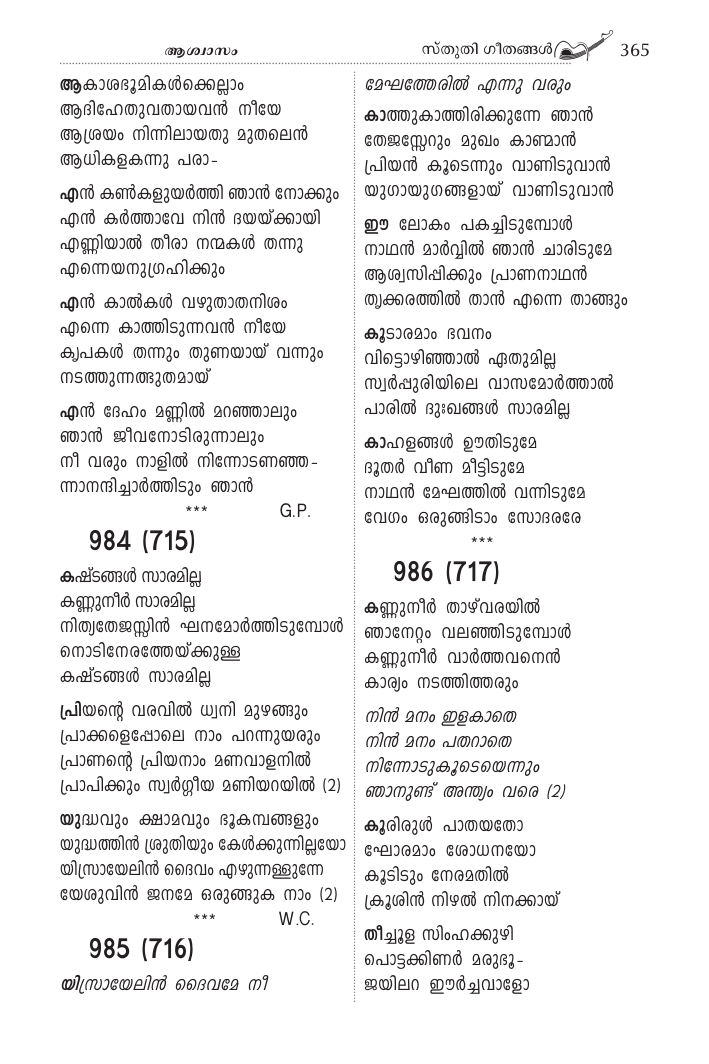 ആശ്വാസം
സ്തുതി ഗീതങ്ങൾ 365
ആകാശഭൂമികൾക്കെല്ലാം
ആദിഹേതുവതായവൻ നീയേ
ആശ്രയം നിന്നിലായതു മുതലെൻ
ആധികളകന്നു പരാ-
എൻ കൺകളുയർത്തി ഞാൻ നോക്കും
എൻ കർത്താവേ നിൻ ദയയ്ക്കായി
എണ്ണിയാൽ തീരാ നന്മകൾ തന്നു
എന്നെയനുഗ്രഹിക്കും
എൻ കാൽകൾ വഴുതാതനിശം
എന്നെ കാത്തിടുന്നവൻ നീയേ
കൃപകൾ തന്നും തുണയായ് വന്നും
നടത്തുന്നത്ഭുതമായ്
എൻ ദേഹം മണ്ണിൽ മറഞ്ഞാലും
ഞാൻ ജീവനോടിരുന്നാലും
നീ വരും നാളിൽ നിന്നോടണഞ്ഞ-
ന്നാനന്ദിച്ചാർത്തിടും ഞാൻ
*** G.P.
984 (715)
കഷ്ടങ്ങൾ സാരമില്ല
കണ്ണുനീർ സാരമില്ല
നിത്യതേജസ്സിൻ ഘനമോർത്തിടുമ്പോൾ
നൊടിനേരത്തേയ്ക്കുള്ള
കഷ്ടങ്ങൾ സാരമില്ല
പ്രിയന്റെ വരവിൽ ധ്വനി മുഴങ്ങും
പ്രാക്കളെപ്പോലെ നാം പറന്നുയരും
പ്രാണന്റെ പ്രിയനാം മണവാളനിൽ
പ്രാപിക്കും സ്വർഗ്ഗീയ മണിയറയിൽ (2)
യുദ്ധവും ക്ഷാമവും ഭൂകമ്പങ്ങളും
യുദ്ധത്തിൻ ശ്രുതിയും കേൾക്കുന്നില്ലയോ
യിസ്രായേലിൻ ദൈവം എഴുന്നള്ളുന്നേ
യേശുവിൻ ജനമേ ഒരുങ്ങുക നാം (2)
*** W.C.
985 (716)
യിസ്രായേലിൻ ദൈവമേ നീ
മേഘത്തേരിൽ എന്നു വരും
കാത്തുകാത്തിരിക്കുന്നേ ഞാൻ
തേജസ്സേറും മുഖം കാണ്മാൻ
പ്രിയൻ കൂടെന്നും വാണിടുവാൻ
യുഗായുഗങ്ങളായ് വാണിടുവാൻ
ഈ ലോകം പകച്ചിടുമ്പോൾ
നാഥൻ മാർവ്വിൽ ഞാൻ ചാരിടുമേ
ആശ്വസിപ്പിക്കും പ്രാണനാഥൻ
തൃക്കരത്തിൽ താൻ എന്നെ താങ്ങും
കൂടാരമാം ഭവനം
വിട്ടൊഴിഞ്ഞാൽ ഏതുമില്ല
സ്വർപ്പുരിയിലെ വാസമോർത്താൽ
പാരിൽ ദുഃഖങ്ങൾ സാരമില്ല
കാഹളങ്ങൾ ഊതിടുമേ
ദൂതർ വീണ മീട്ടിടുമേ
നാഥൻ മേഘത്തിൽ വന്നിടുമേ
വേഗം ഒരുങ്ങിടാം സോദരരേ
***
986 (717)
കണ്ണുനീർ താഴ്‌വരയിൽ
ഞാനേറ്റം വലഞ്ഞിടുമ്പോൾ
കണ്ണുനീർ വാർത്തവനെൻ
കാര്യം നടത്തിത്തരും
നിൻ മനം ഇളകാതെ
നിൻ മനം പതറാതെ
നിന്നോടുകൂടെയെന്നും
ഞാനുണ്ട് അന്ത്യം വരെ (2)
കൂരിരുൾ പാതയതോ
ഘോരമാം ശോധനയോ
കൂടിടും നേരമതിൽ
ക്രൂശിൻ നിഴൽ നിനക്കായ്
തീച്ചൂള സിംഹക്കുഴി
പൊട്ടക്കിണർ മരുഭൂ-
ജയിലറ ഈർച്ചവാളോ